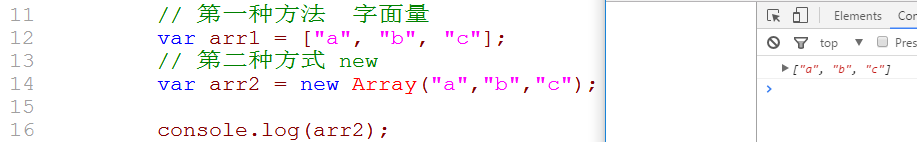 11 // 第一种方法 字面量
12 var arr1 = ["a", "b", "c"];
13 // 第二种方式 new
14 var arr2 = new Array("a","b","c");
15
16 console.log(arr2);
Elements Co
top ▼ Pres
▶ ["a", "b", "c"]
>